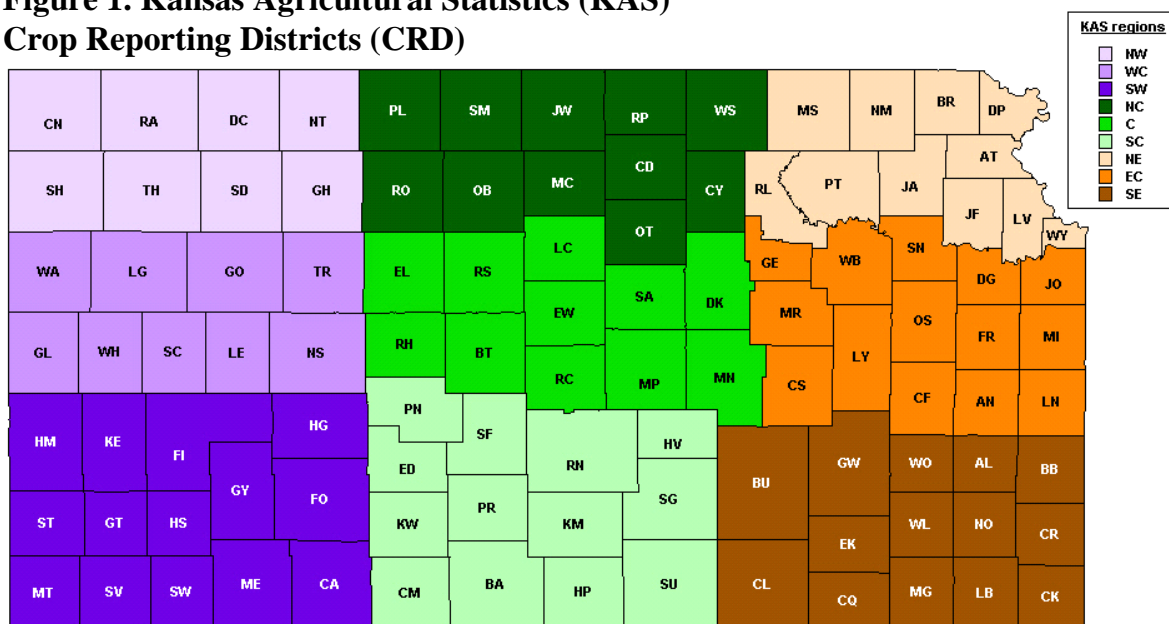 Figure 1. Kansas Agricultural Statistics (KAS)
Crop Reporting Districts (CRD)
KAS regions
NW
WC
SW
NC
C
SC
NE
EC
SE
CN RA DC NT PL SM JW RP WS MS NM BR DP
SH TH SD GH RO OB MC CD CY RL PT JA AT
OT JF LV WY
WA LG GO TR EL RS LC SA DK GE WB SN DG JO
GL WH SC LE NS RH BT EW MR OS FR MI
RC MP MN CS LY CF AN LN
HM KE FI HG PN SF RN HV BU GW WO AL BB
GY FO ED SG
ST GT HS KW PR KM EK WL NO CR
MT SV SW ME CA CM BA HP SU CL CQ MG LB CK